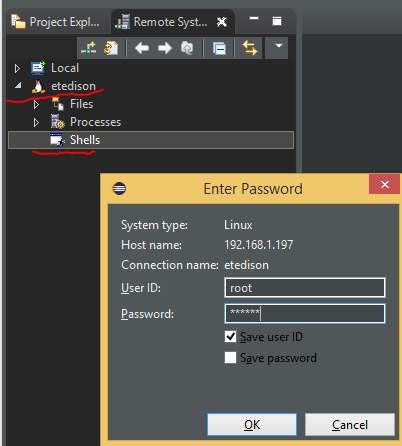 Project Expl...
Remote Syst...
Local
etedison
Files
Processes
Shells
Enter Password
System type: Linux
Host name: 192.168.1.197
Connection name: etedison
User ID: root
Password: ******
Save user ID
Save password
OK Cancel